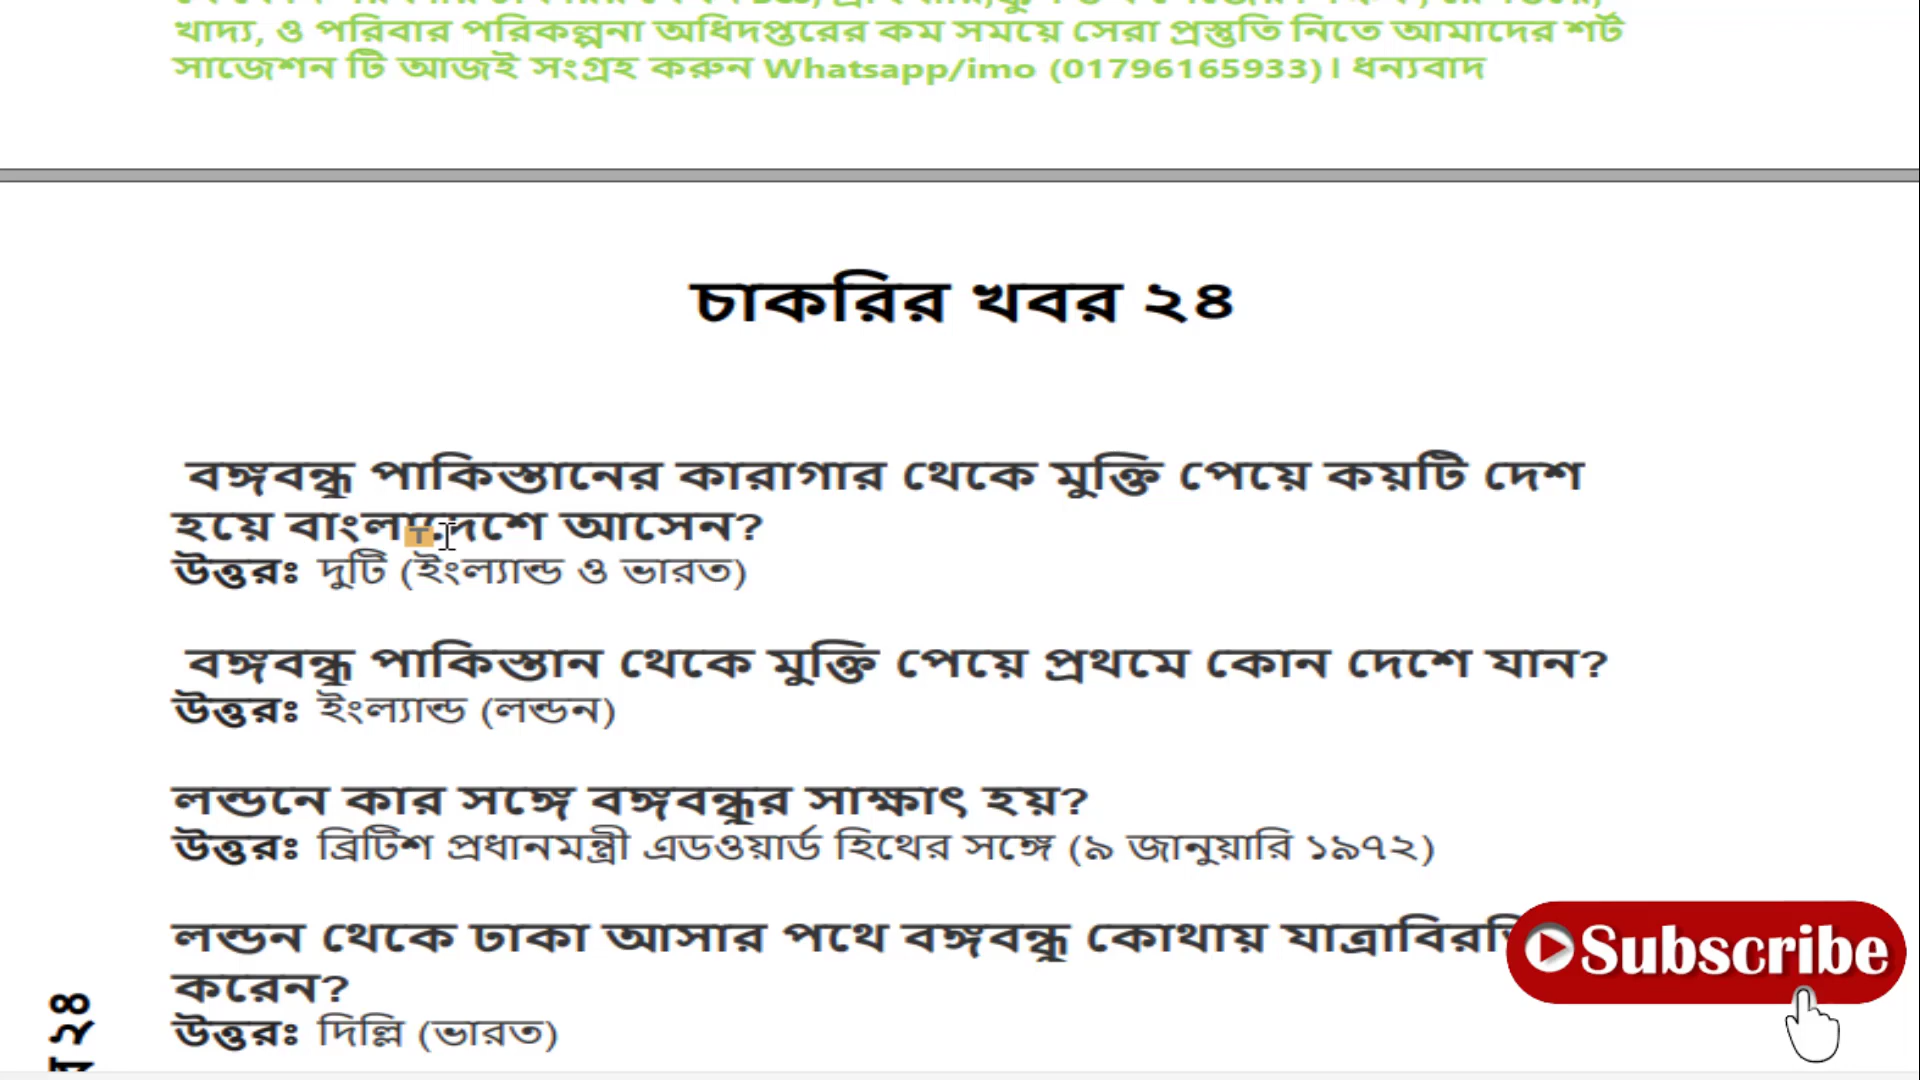 খাদ্য, ও পরিবার পরিকল্পনা অধিদপ্তরের কম সময়ে সেরা প্রস্তুতি নিতে আমাদের শর্ট
সাজেশন টি আজই সংগ্রহ করুন Whatsapp/imo (01796165933)। ধন্যবাদ
চাকরির খবর ২৪
বঙ্গবন্ধু পাকিস্তানের কারাগার থেকে মুক্তি পেয়ে কয়টি দেশ
হয়ে বাংলাদেশে আসেন?
উত্তরঃ দুটি (ইংল্যান্ড ও ভারত)
বঙ্গবন্ধু পাকিস্তান থেকে মুক্তি পেয়ে প্রথমে কোন দেশে যান?
উত্তরঃ ইংল্যান্ড (লন্ডন)
লন্ডনে কার সঙ্গে বঙ্গবন্ধুর সাক্ষাৎ হয়?
উত্তরঃ ব্রিটিশ প্রধানমন্ত্রী এডওয়ার্ড হিথের সঙ্গে (৯ জানুয়ারি ১৯৭২)
লন্ডন থেকে ঢাকা আসার পথে বঙ্গবন্ধু কোথায় যাত্রাবিরতি
করেন?
উত্তরঃ দিল্লি (ভারত)
Subscribe
২৪